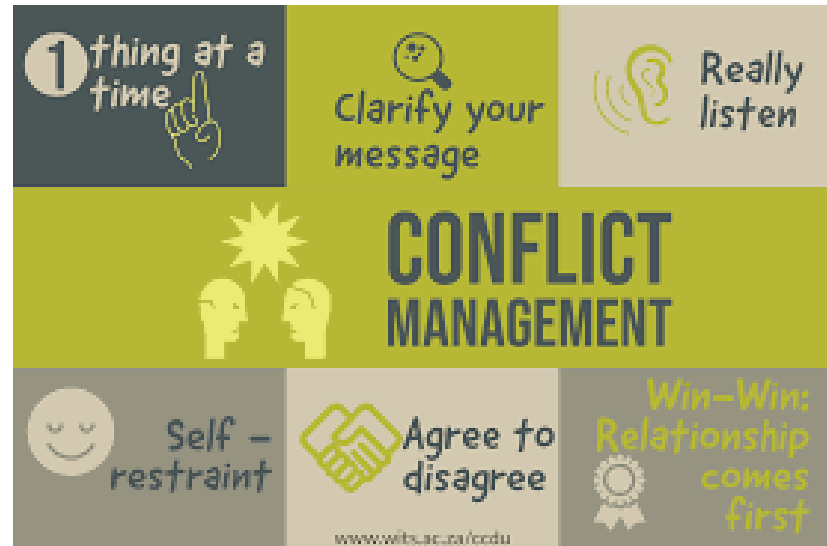 1 thing at a
time
Clarify your
message
Really
listen
CONFLICT
MANAGEMENT
Self -
restraint
Agree to
disagree
Win-Win:
Relationship
comes
first
www.wits.ac.za/ccdu